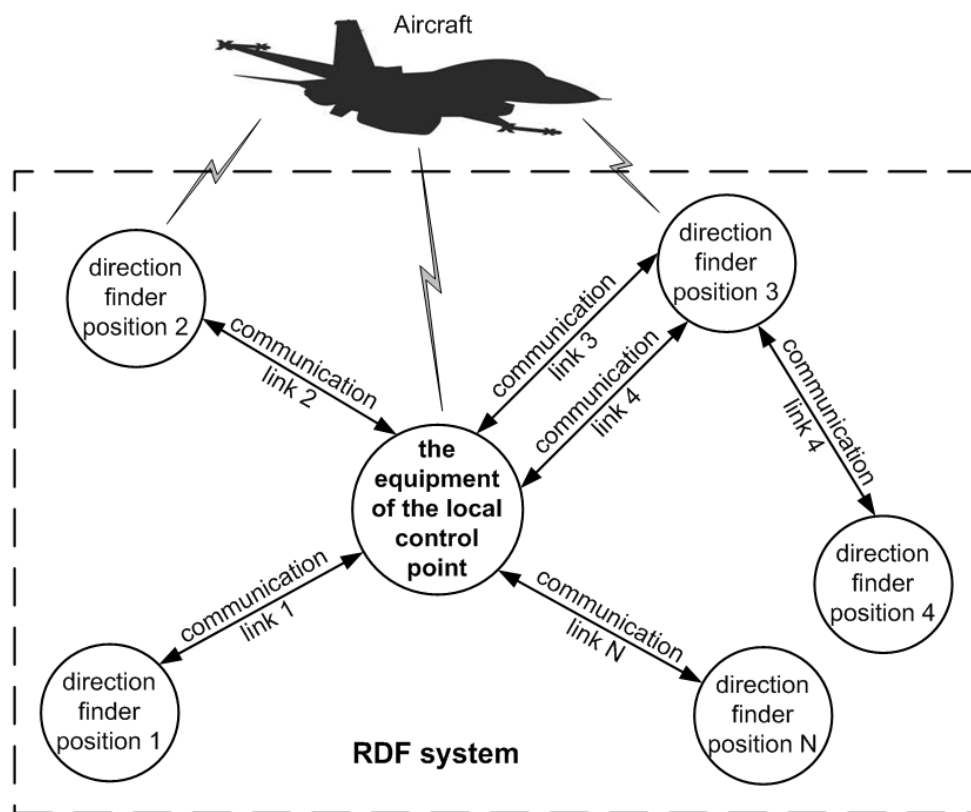 Aircraft
direction
finder
position 2
direction
finder
position 3
communication
link 2
communication
link 3
communication
link 4
communication
link 4
the
equipment
of the local
control
point
direction
finder
position 4
communication
link 1
communication
link N
direction
finder
position 1
direction
finder
position N
RDF system